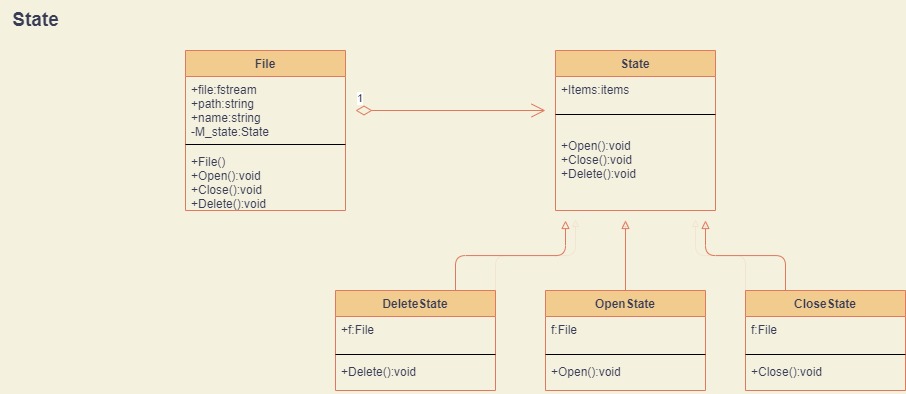 State
File
+file:fstream
+path:string
+name:string
-M_state:State
+File()
+Open():void
+Close():void
+Delete():void
1
State
+Items:items
+Open():void
+Close():void
+Delete():void
DeleteState
+f:File
+Delete():void
OpenState
f:File
+Open():void
CloseState
f:File
+Close():void